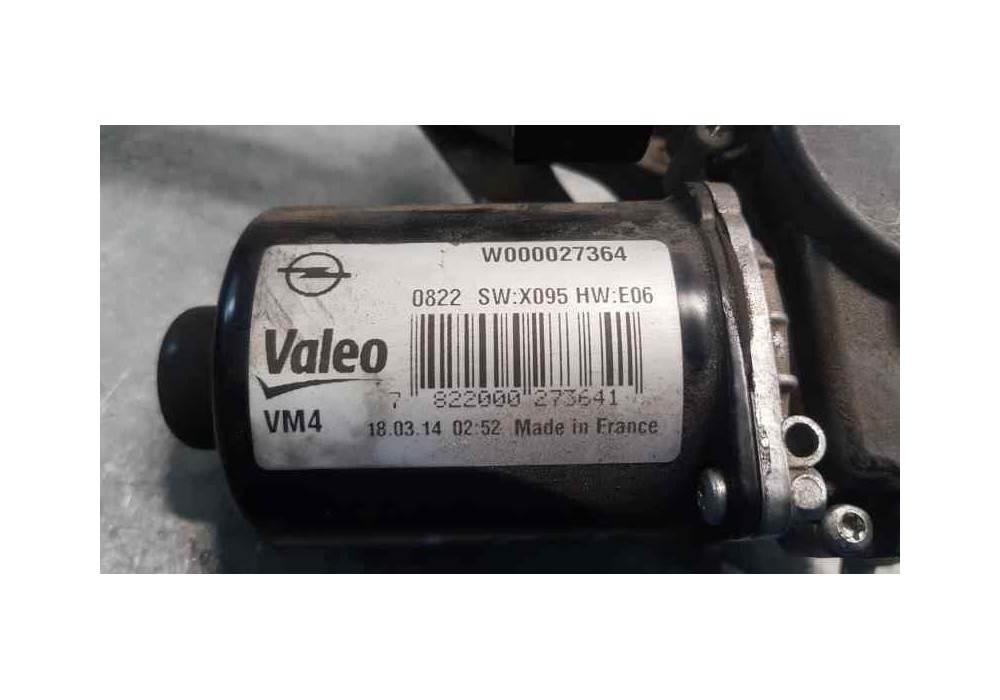 W000027364
0822 SW:X095 HW:E06
Valeo
7 822000 273641
VM4
18.03.14 02:52 Made in France